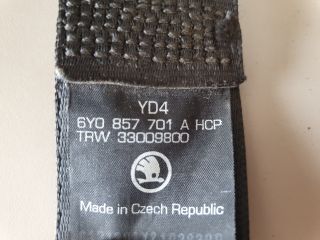 YD4
6Y0 857 701 A HCP
TRW 33009800
Made in Czech Republic